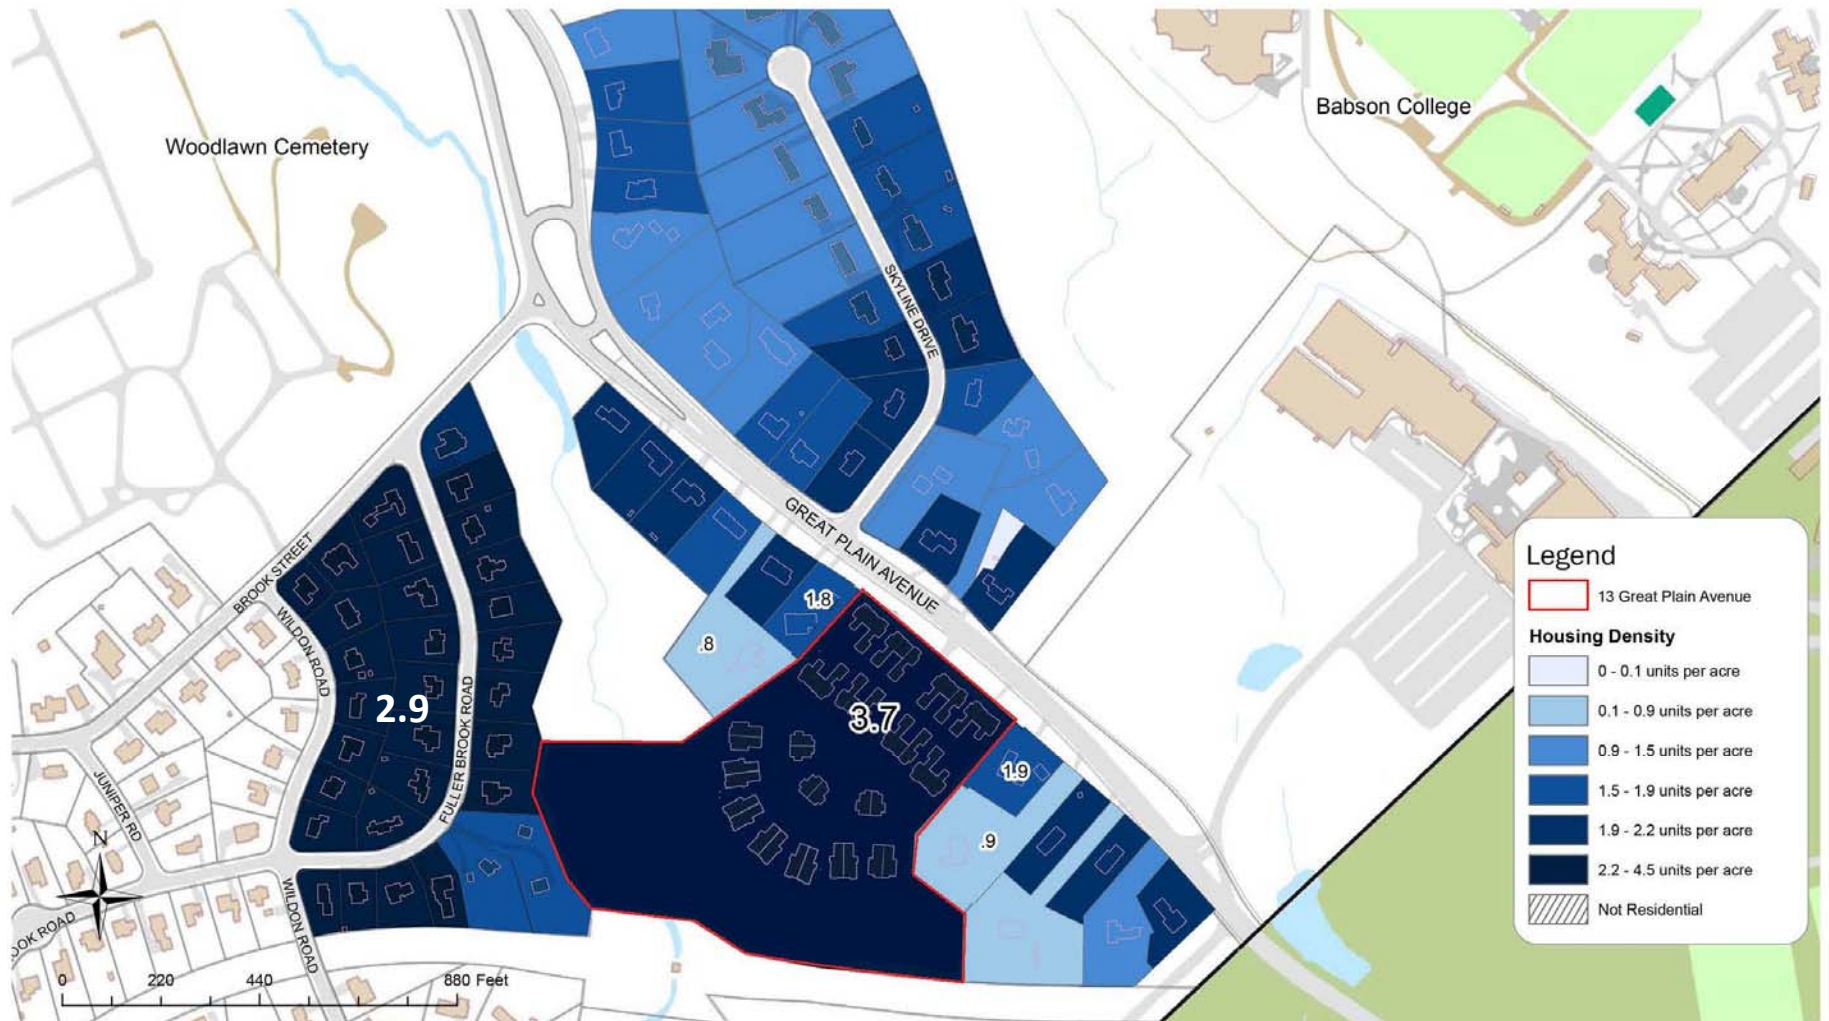 Woodlawn Cemetery
Babson College
SKYLINE DRIVE
GREAT PLAIN AVENUE
BROOK STREET
WILDON ROAD
1.8
.8
2.9
3.7
FULLER BROOK ROAD
1.9
JUNIPER RD
.9
N
WILDON ROAD
OOK ROAD
0 220 440 880 Feet
Legend
13 Great Plain Avenue
Housing Density
0 - 0.1 units per acre
0.1 - 0.9 units per acre
0.9 - 1.5 units per acre
1.5 - 1.9 units per acre
1.9 - 2.2 units per acre
2.2 - 4.5 units per acre
Not Residential